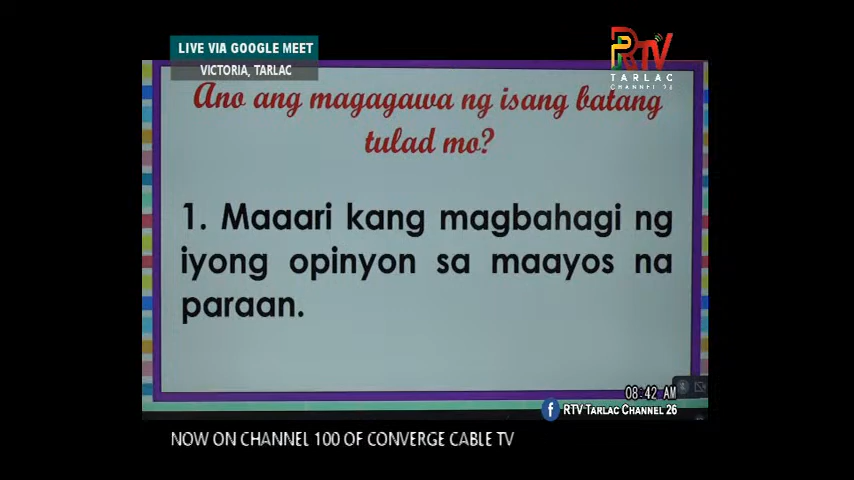 LIVE VIA GOOGLE MEET
VICTORIA, TARLAC
RTV
TARLAC
CHANNEL 26
Ano ang magagawa ng isang batang
tulad mo?
1. Maaari kang magbahagi ng
iyong opinyon sa maayos na
paraan.
08:42 AM
RTV TARLAC CHANNEL 26
NOW ON CHANNEL 100 OF CONVERGE CABLE TV